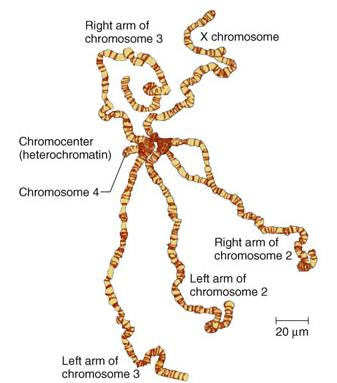 Right arm of
chromosome 3
X chromosome
Chromocenter
(heterochromatin)
Chromosome 4
Right arm of
chromosome 2
Left arm of
chromosome 2
20 μm
Left arm of
chromosome 3